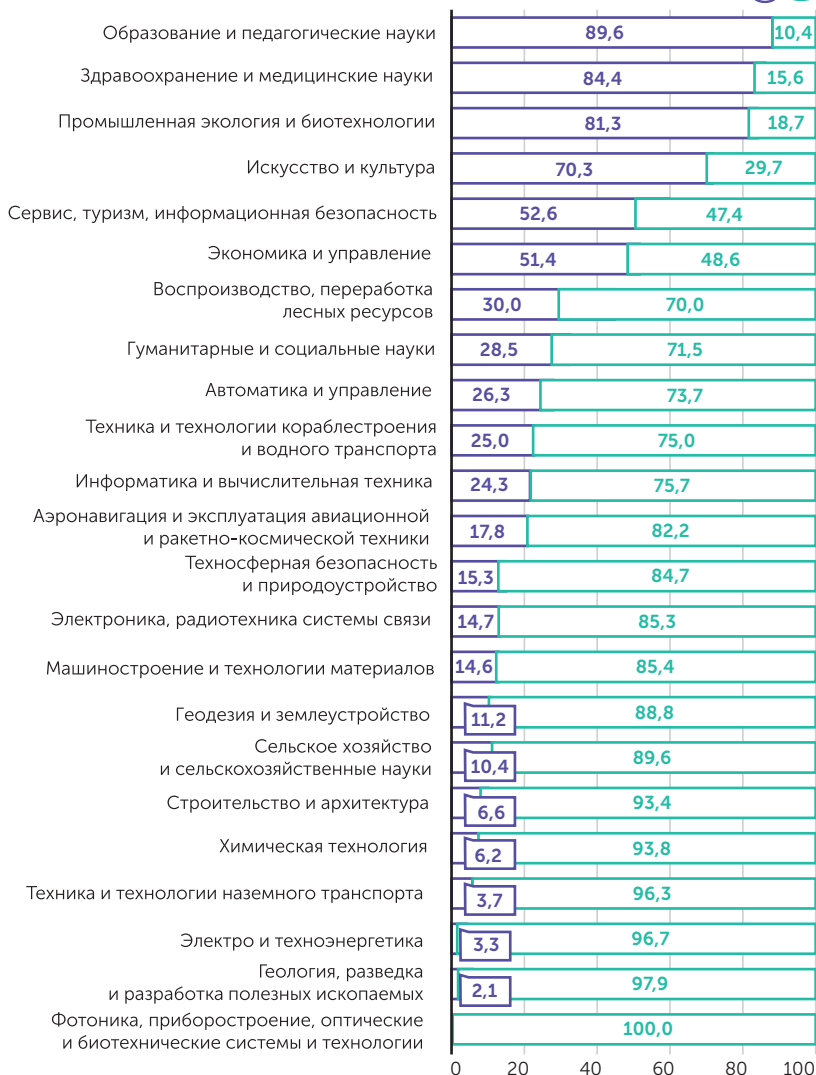 Образование и педагогические науки 89,6 10,4
Здравоохранение и медицинские науки 84,4 15,6
Промышленная экология и биотехнологии 81,3 18,7
Искусство и культура 70,3 29,7
Сервис, туризм, информационная безопасность 52,6 47,4
Экономика и управление 51,4 48,6
Воспроизводство, переработка
лесных ресурсов 30,0 70,0
Гуманитарные и социальные науки 28,5 71,5
Автоматика и управление 26,3 73,7
Техника и технологии кораблестроения
и водного транспорта 25,0 75,0
Информатика и вычислительная техника 24,3 75,7
Аэронавигация и эксплуатация авиационной
и ракетно-космической техники 17,8 82,2
Техносферная безопасность
и природоустройство 15,3 84,7
Электроника, радиотехника системы связи 14,7 85,3
Машиностроение и технологии материалов 14,6 85,4
Геодезия и землеустройство 11,2 88,8
Сельское хозяйство
и сельскохозяйственные науки 10,4 89,6
Строительство и архитектура 6,6 93,4
Химическая технология 6,2 93,8
Техника и технологии наземного транспорта 3,7 96,3
Электро и техноэнергетика 3,3 96,7
Геология, разведка
и разработка полезных ископаемых 2,1 97,9
Фотоника, приборостроение, оптические
и биотехнические системы и технологии 100,0
0 20 40 60 80 100